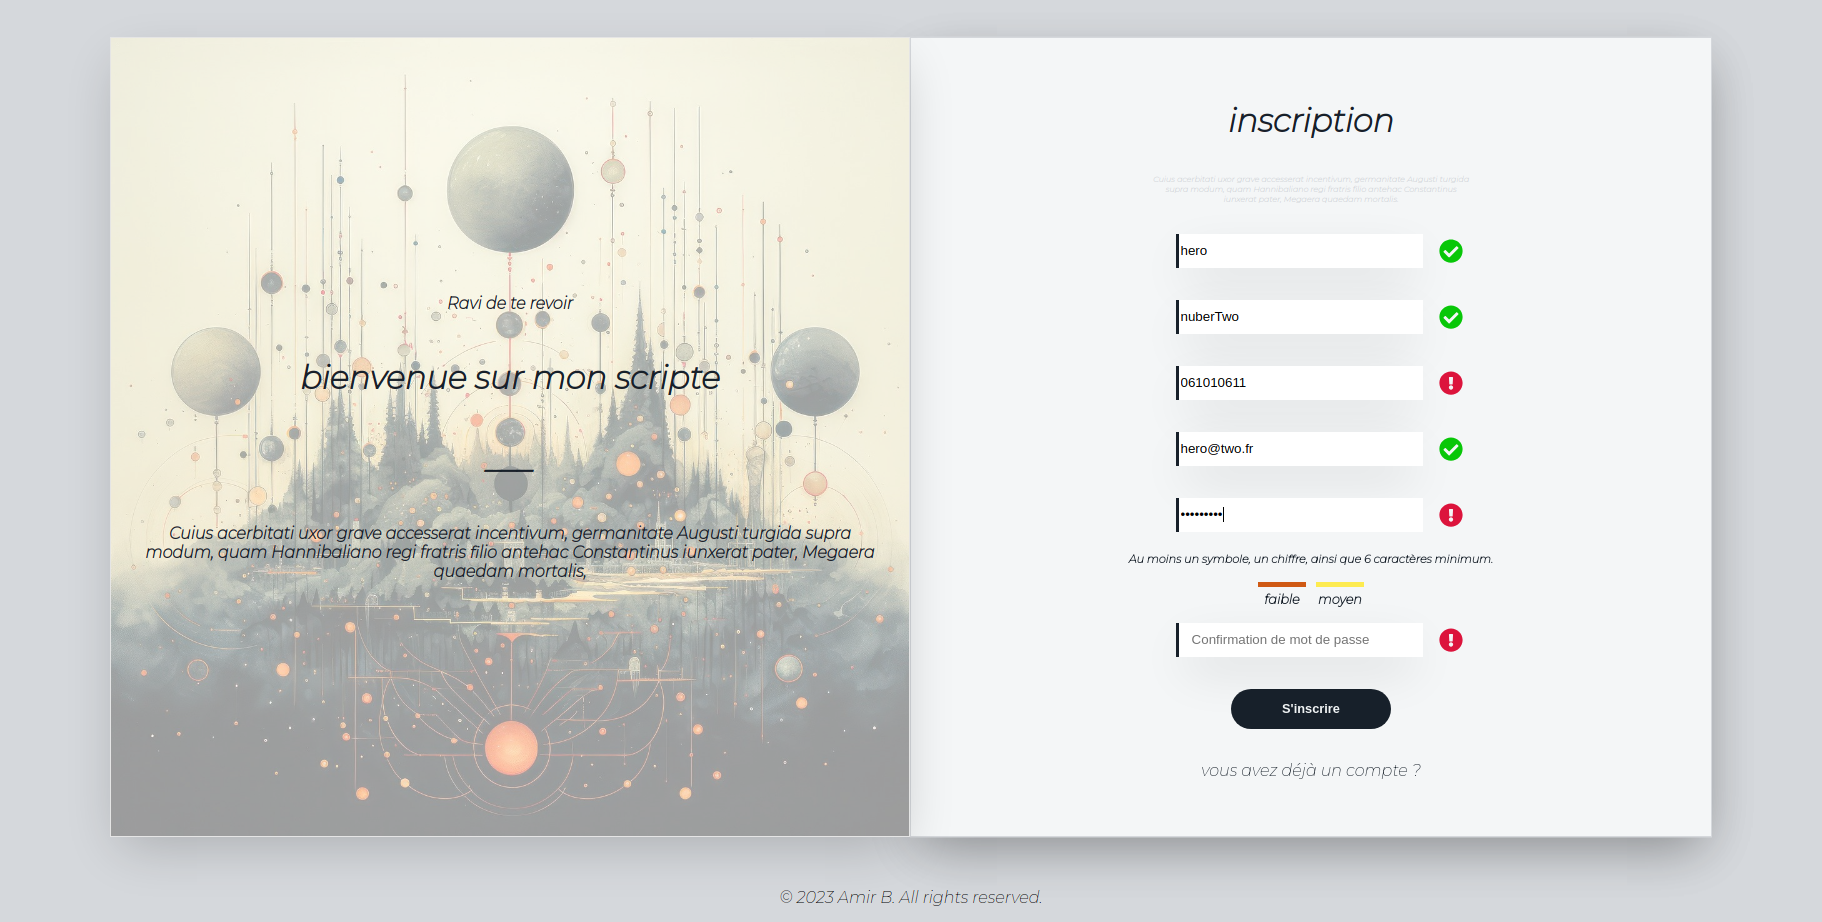 Ravi de te revoir
bienvenue sur mon scripte
Cuius acerbitati uxor grave accesserat incentivum, germanitate Augusti turgida supra
modum, quam Hannibaliano regi fratris filio antehac Constantinus iunxerat pater, Megaera
quaedam mortalis,
inscription
Cuius acerbitati uxor grave accesserat incentivum, germanitate Augusti turgida
supra modum, quam Hannibaliano regi fratris filio antehac Constantinus
iunxerat pater, Megaera quaedam mortalis,
hero
nuberTwo
061010611
hero@two.fr
•••••••••
Au moins un symbole, un chiffre, ainsi que 6 caractères minimum.
faible moyen
Confirmation de mot de passe
S'inscrire
vous avez déjà un compte ?
© 2023 Amir B. All rights reserved.